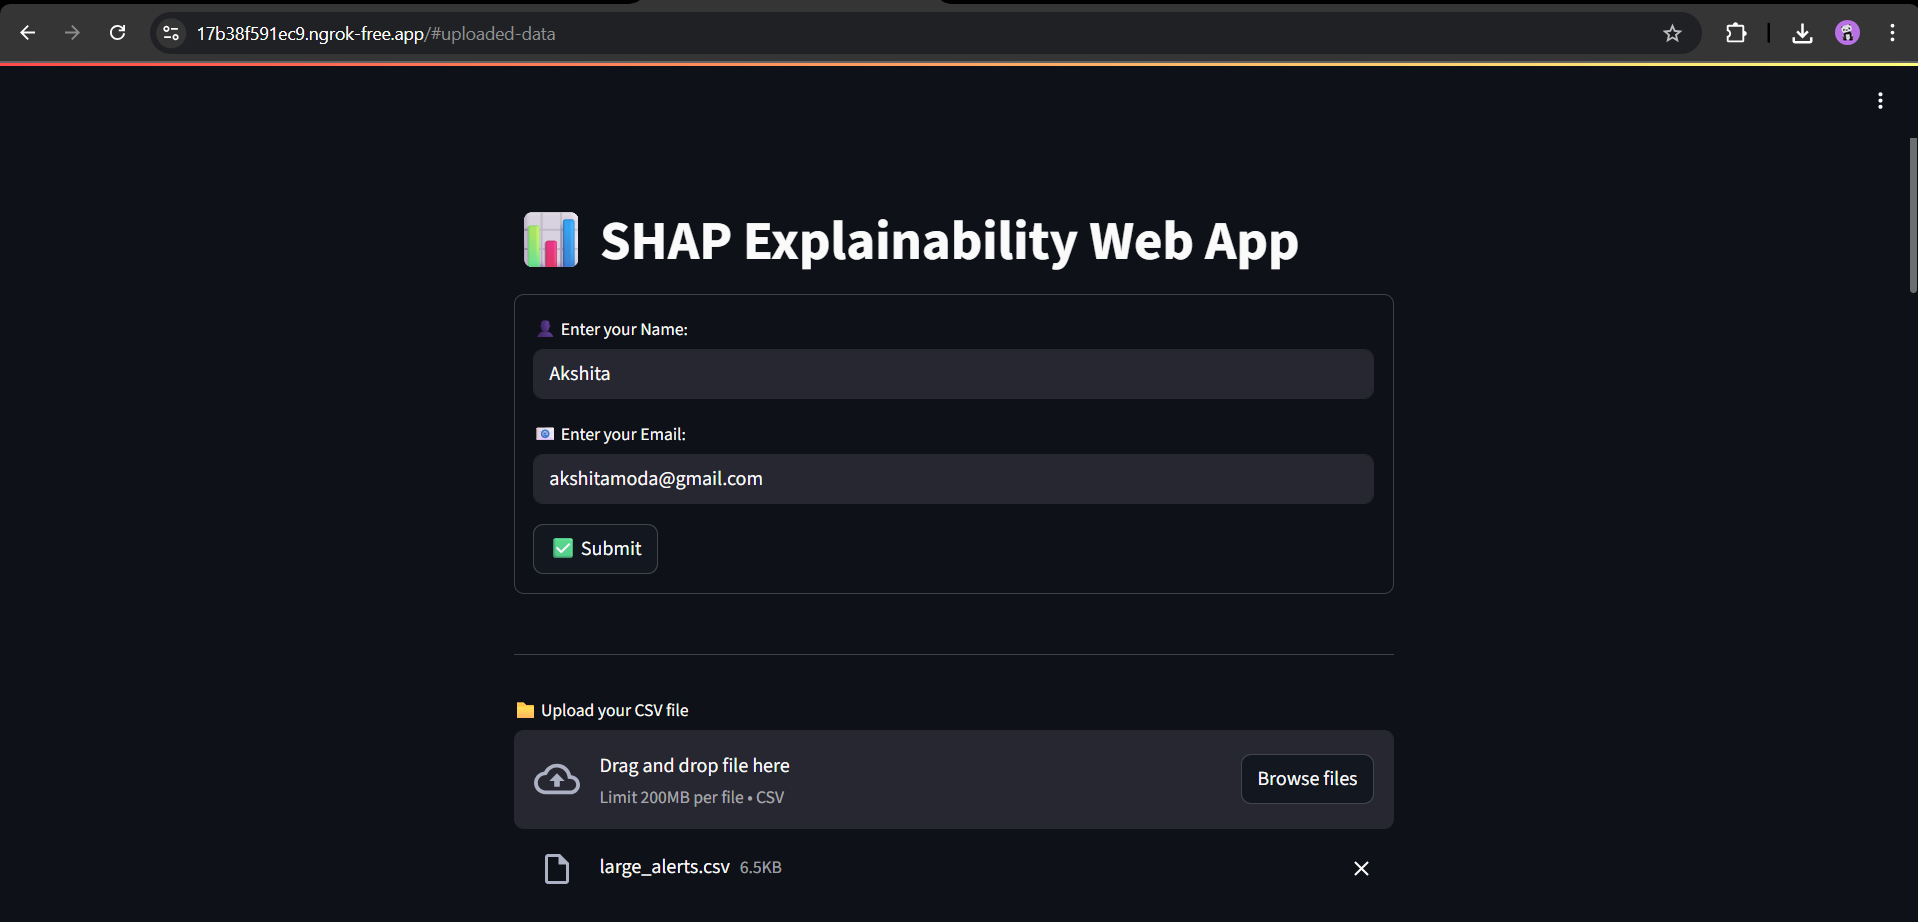 17b38f591ec9.ngrok-free.app/#uploaded-data
SHAP Explainability Web App
Enter your Name:
Akshita
Enter your Email:
akshitamoda@gmail.com
Submit
Upload your CSV file
Drag and drop file here
Limit 200MB per file • CSV
Browse files
large_alerts.csv 6.5KB